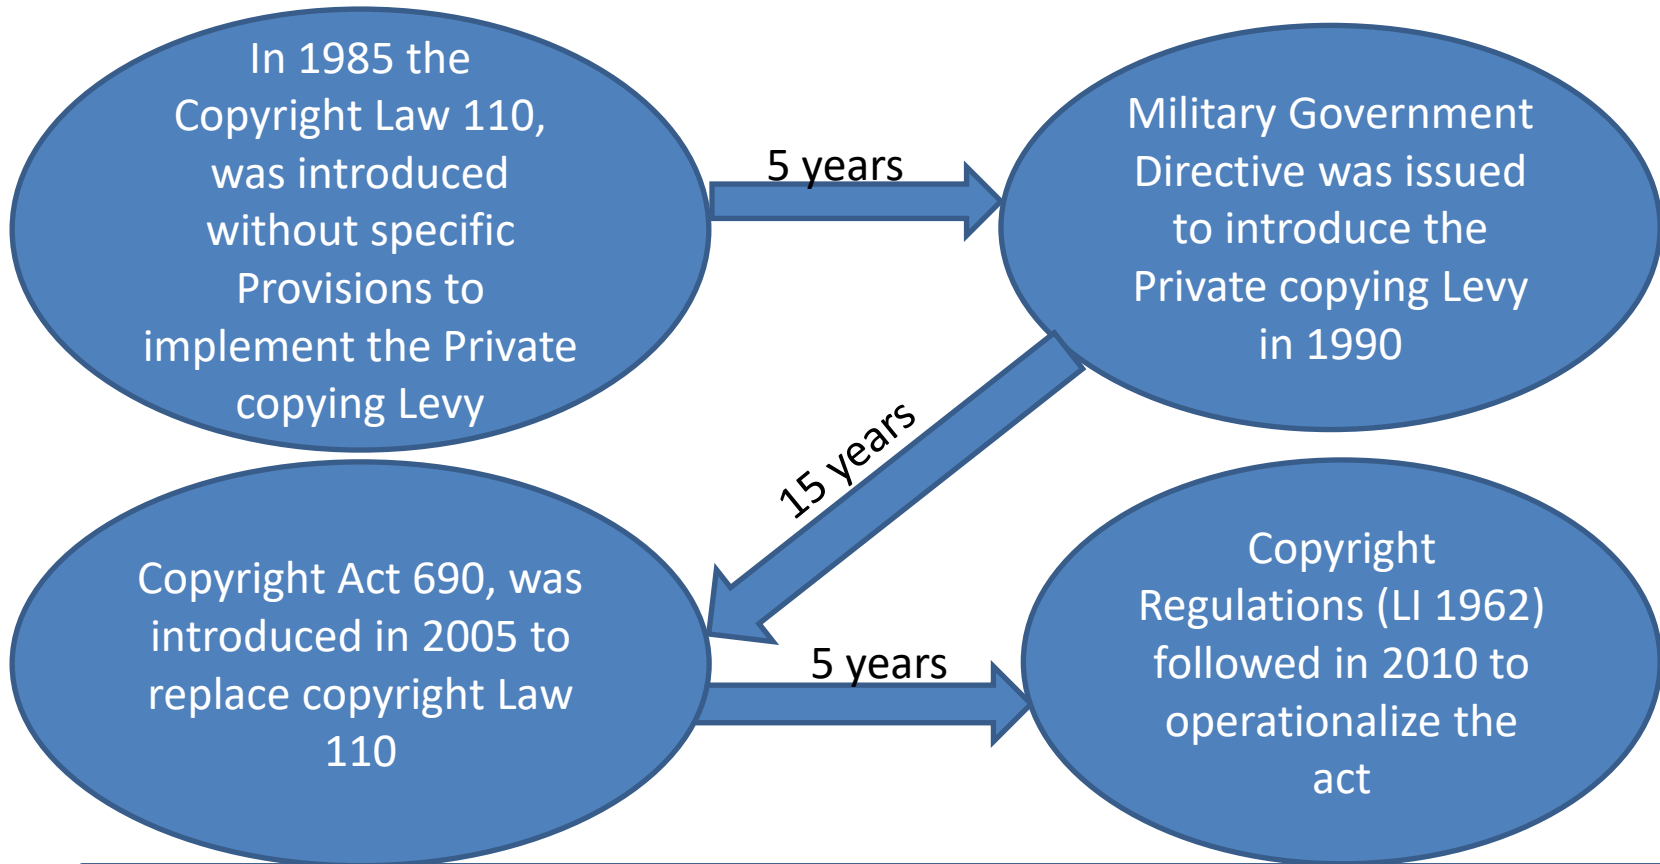 In 1985 the
Copyright Law 110,
was introduced
without specific
Provisions to
implement the Private
copying Levy
5 years
Military Government
Directive was issued
to introduce the
Private copying Levy
in 1990
15 years
Copyright Act 690, was
introduced in 2005 to
replace copyright Law
110
5 years
Copyright
Regulations (LI 1962)
followed in 2010 to
operationalize the
act